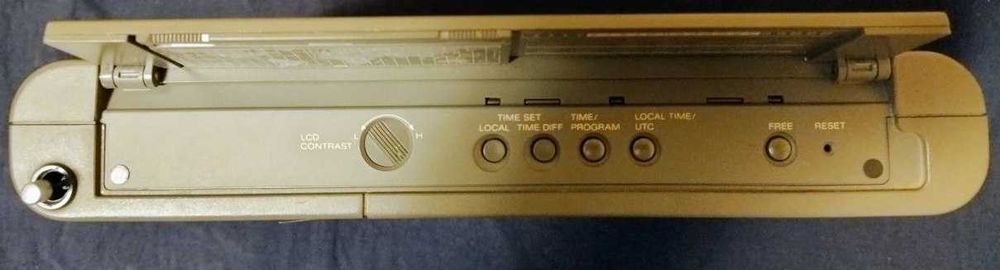 TIME SET
LOCAL TIME DIFF
TIME/
PROGRAM
LOCAL TIME/
UTC
FREE
RESET
LCD
CONTRAST
L
H